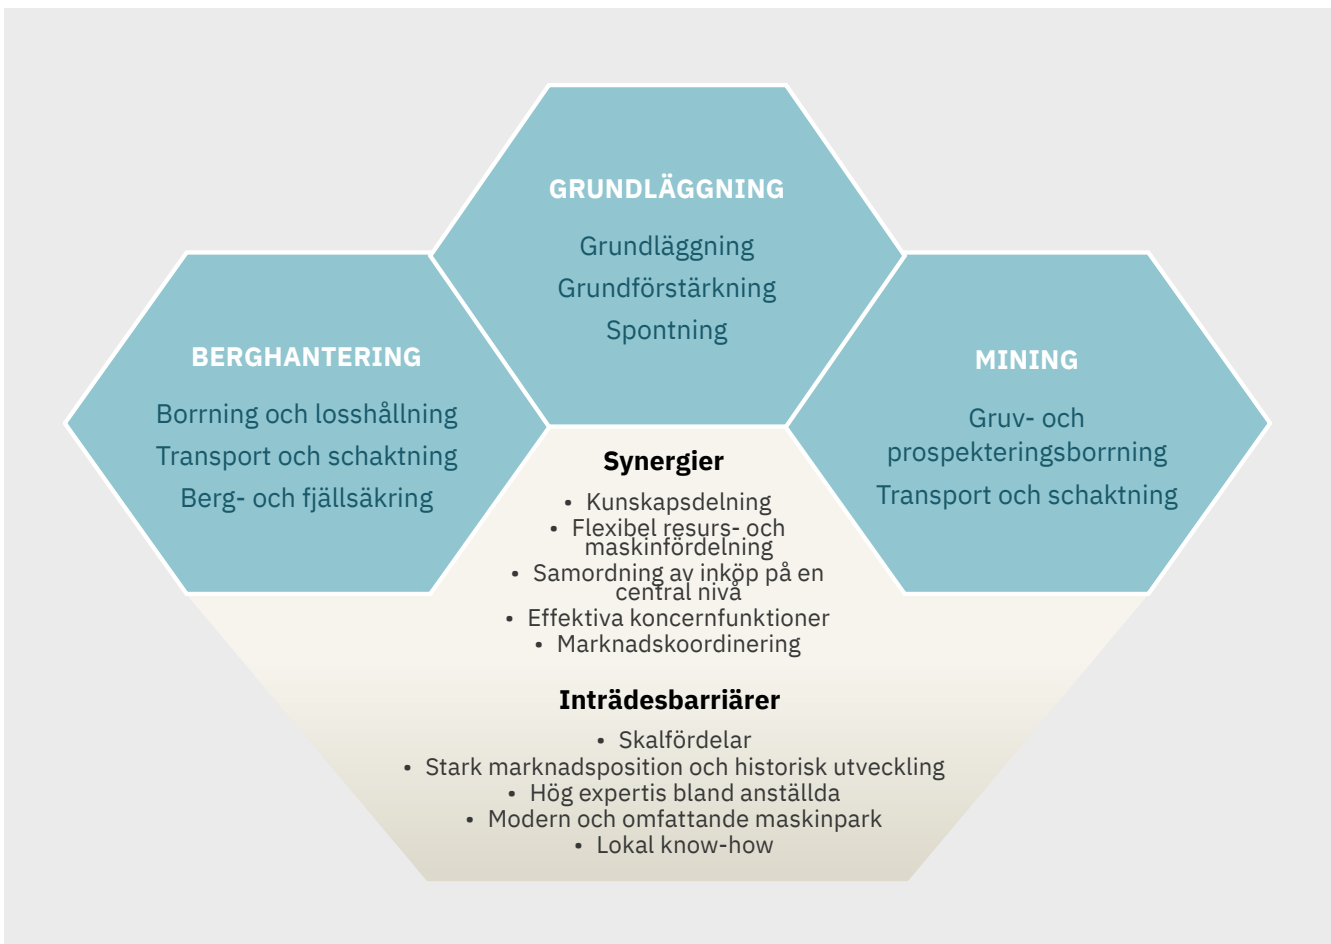 GRUNDLÄGGNING
Grundläggning
Grundförstärkning
Spontning
BERGHANTERING
Borrning och losshållning
Transport och schaktning
Berg- och fjällsäkring
MINING
Gruv- och
prospekteringsborrning
Transport och schaktning
Synergier
• Kunskapsdelning
• Flexibel resurs- och
maskinfördelning
• Samordning av inköp på en
central nivå
• Effektiva koncernfunktioner
• Marknadskoordinering
Inträdesbarriärer
• Skalfördelar
• Stark marknadsposition och historisk utveckling
• Hög expertis bland anställda
• Modern och omfattande maskinpark
• Lokal know-how